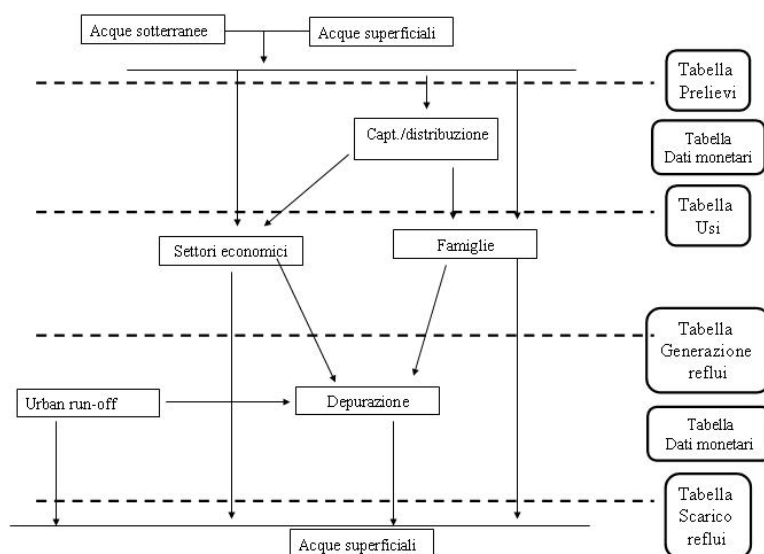 Acque sotterranee
Acque superficiali
Tabella
Prelievi
Capt./distribuzione
Tabella
Dati monetari
Tabella
Usi
Settori economici
Famiglie
Tabella
Generazione
reflui
Urban run-off
Depurazione
Tabella
Dati monetari
Tabella
Scarico
reflui
Acque superficiali